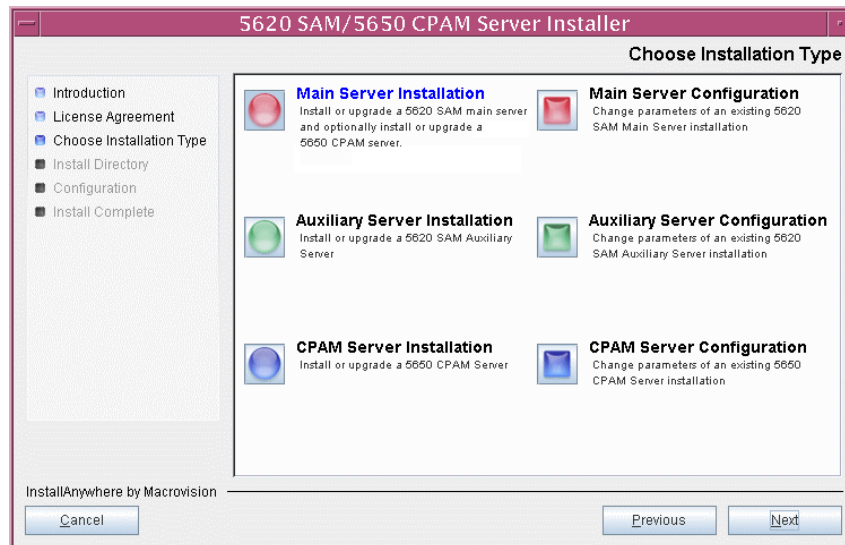 5620 SAM/5650 CPAM Server Installer
Choose Installation Type
Introduction
License Agreement
Choose Installation Type
Install Directory
Configuration
Install Complete
Main Server Installation
Install or upgrade a 5620 SAM main server
and optionally install or upgrade a
5650 CPAM server.
Main Server Configuration
Change parameters of an existing 5620
SAM Main Server installation
Auxiliary Server Installation
Install or upgrade a 5620 SAM Auxiliary
Server
Auxiliary Server Configuration
Change parameters of an existing 5620
SAM Auxiliary Server installation
CPAM Server Installation
Install or upgrade a 5650 CPAM Server
CPAM Server Configuration
Change parameters of an existing 5650
CPAM Server installation
InstallAnywhere by Macrovision
Cancel
Previous
Next